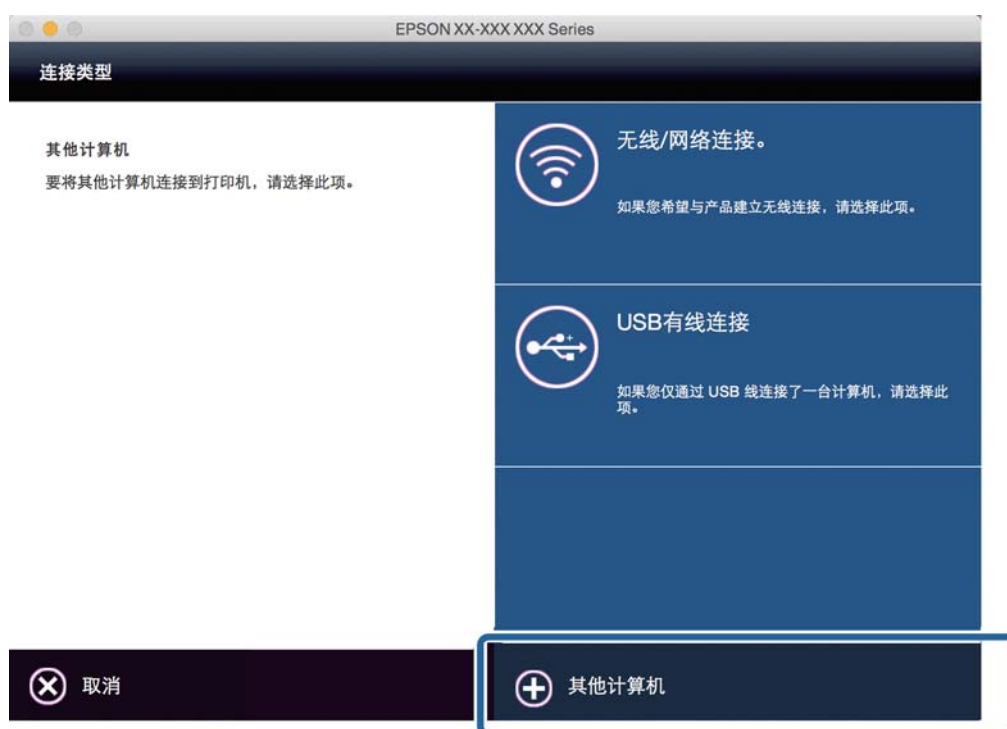 EPSON XX-XXX XXX Series
连接类型
其他计算机
要将其他计算机连接到打印机，请选择此项。
无线/网络连接。
如果您希望与产品建立无线连接，请选择此项。
USB有线连接
如果您仅通过 USB 线连接了一台计算机，请选择此
项。
取消
其他计算机